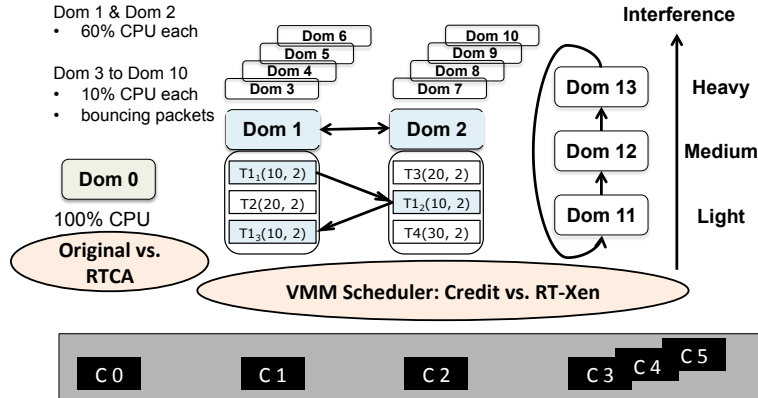 Dom 1 & Dom 2
• 60% CPU each
Dom 3 to Dom 10
• 10% CPU each
• bouncing packets
Dom 0
100% CPU
Original vs.
RTCA
Dom 6
Dom 5
Dom 4
Dom 3
Dom 1
T1₁(10, 2)
T2(20, 2)
T1₃(10, 2)
Dom 10
Dom 9
Dom 8
Dom 7
Dom 2
T3(20, 2)
T1₂(10, 2)
T4(30, 2)
VMM Scheduler: Credit vs. RT-Xen
Interference
Dom 13
Heavy
Dom 12
Medium
Dom 11
Light
C 0
C 1
C 2
C 3
C 4
C 5